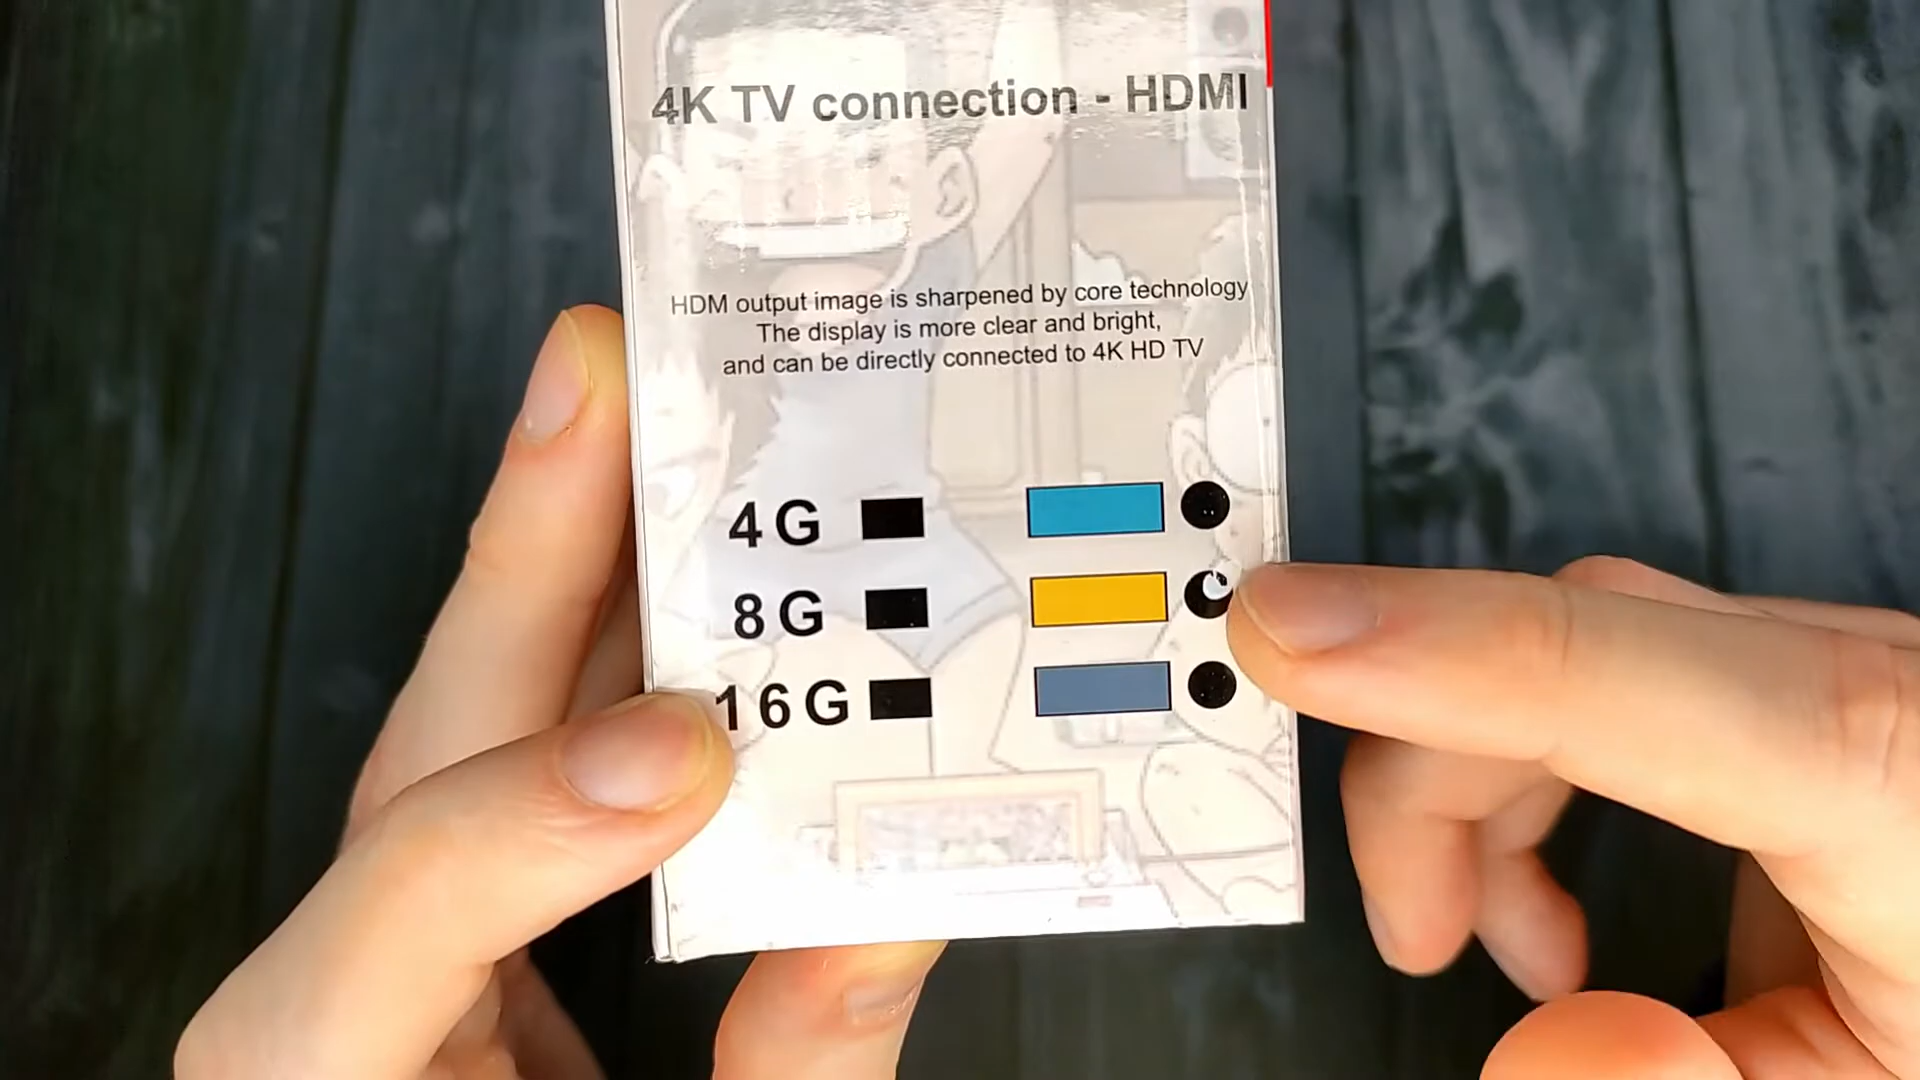 4K TV connection - HDMI
HDM output image is sharpened by core technology
The display is more clear and bright,
and can be directly connected to 4K HD TV
4G
8G
16G